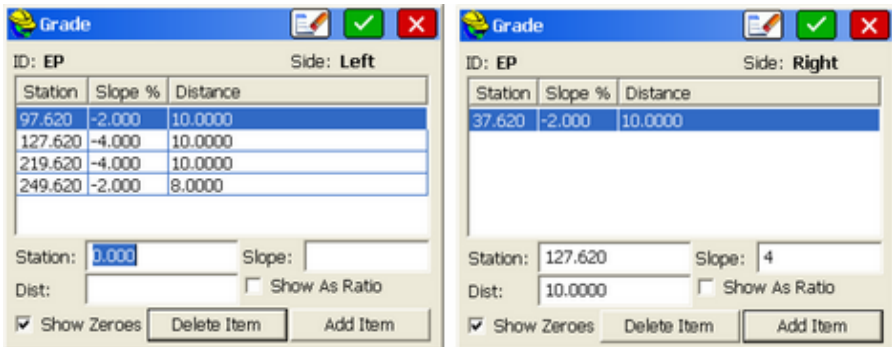 Grade
ID: EP Side: Left
Station Slope % Distance
97.620 -2.000 10.0000
127.620 -4.000 10.0000
219.620 -4.000 10.0000
249.620 -2.000 8.0000
Station: 0.000 Slope:
Dist: Show As Ratio
Show Zeroes Delete Item Add Item
Grade
ID: EP Side: Right
Station Slope % Distance
37.620 -2.000 10.0000
Station: 127.620 Slope: 4
Dist: 10.0000 Show As Ratio
Show Zeroes Delete Item Add Item